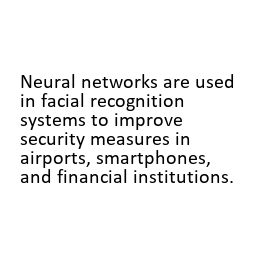 Neural networks are used
in facial recognition
systems to improve
security measures in
airports, smartphones,
and financial institutions.